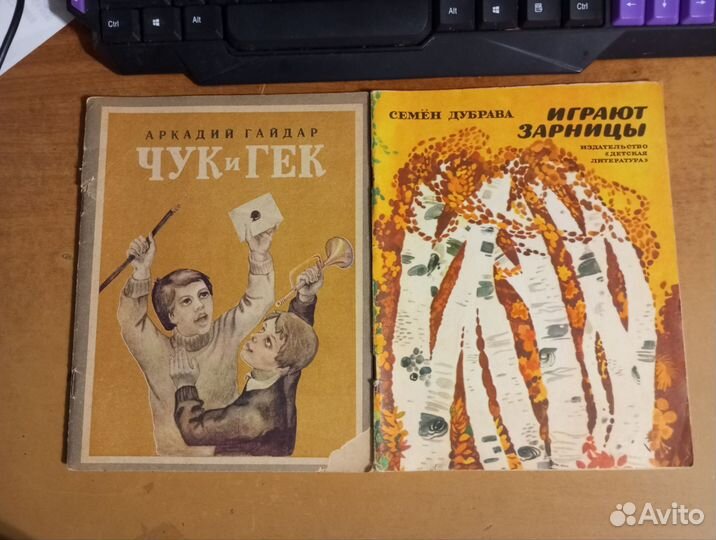 Ctrl
Alt
Alt
Ctrl
АРКАДИЙ ГАЙДАР
ЧУК и ГЕК
СЕМЁН ДУБРАВА
ИГРАЮТ
ЗАРНИЦЫ
ИЗДАТЕЛЬСТВО
«ДЕТСКАЯ
ЛИТЕРАТУРА»
Avito